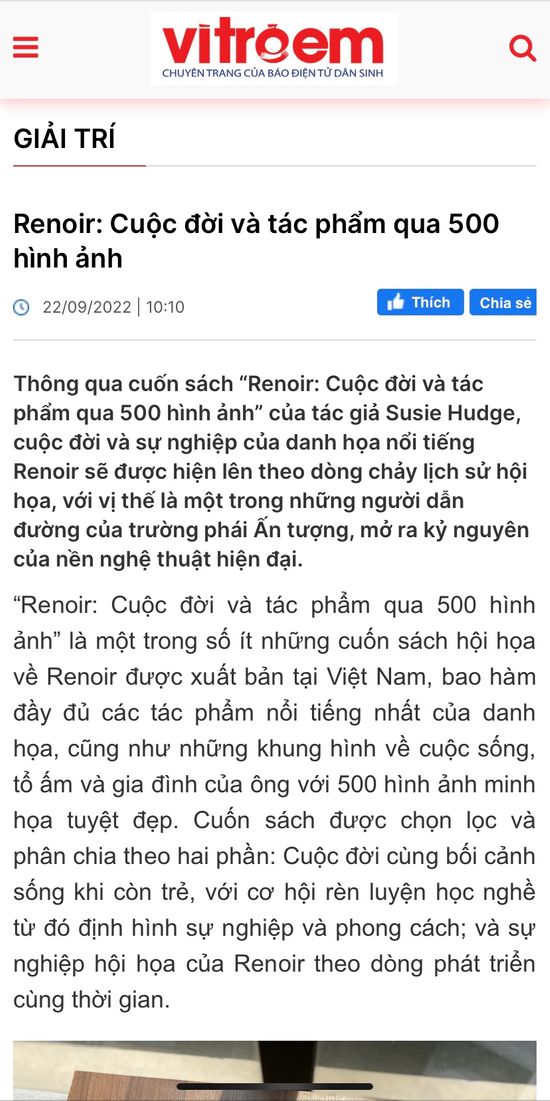 vìtrẻem
CHUYÊN TRANG CỦA BÁO ĐIỆN TỬ DÂN SINH
GIẢI TRÍ
Renoir: Cuộc đời và tác phẩm qua 500
hình ảnh
22/09/2022 | 10:10
Thích
Chia sẻ
Thông qua cuốn sách “Renoir: Cuộc đời và tác
phẩm qua 500 hình ảnh” của tác giả Susie Hudge,
cuộc đời và sự nghiệp của danh họa nổi tiếng
Renoir sẽ được hiện lên theo dòng chảy lịch sử hội
họa, với vị thế là một trong những người dẫn
đường của trường phái Ấn tượng, mở ra kỷ nguyên
của nền nghệ thuật hiện đại.
“Renoir: Cuộc đời và tác phẩm qua 500 hình
ảnh” là một trong số ít những cuốn sách hội họa
về Renoir được xuất bản tại Việt Nam, bao hàm
đầy đủ các tác phẩm nổi tiếng nhất của danh
họa, cũng như những khung hình về cuộc sống,
tổ ấm và gia đình của ông với 500 hình ảnh minh
họa tuyệt đẹp. Cuốn sách được chọn lọc và
phân chia theo hai phần: Cuộc đời cùng bối cảnh
sống khi còn trẻ, với cơ hội rèn luyện học nghề
từ đó định hình sự nghiệp và phong cách; và sự
nghiệp hội họa của Renoir theo dòng phát triển
cùng thời gian.